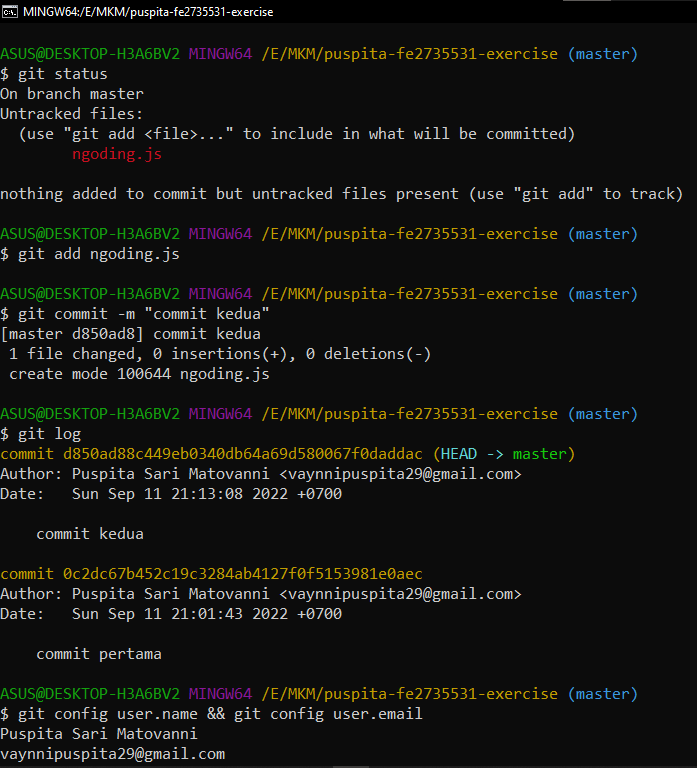 MINGW64:/E/MKM/puspita-fe2735531-exercise
ASUS@DESKTOP-H3A6BV2 MINGW64 /E/MKM/puspita-fe2735531-exercise (master)
$ git status
On branch master
Untracked files:
  (use "git add <file>..." to include in what will be committed)
        ngoding.js
nothing added to commit but untracked files present (use "git add" to track)
ASUS@DESKTOP-H3A6BV2 MINGW64 /E/MKM/puspita-fe2735531-exercise (master)
$ git add ngoding.js
ASUS@DESKTOP-H3A6BV2 MINGW64 /E/MKM/puspita-fe2735531-exercise (master)
$ git commit -m "commit kedua"
[master d850ad8] commit kedua
 1 file changed, 0 insertions(+), 0 deletions(-)
 create mode 100644 ngoding.js
ASUS@DESKTOP-H3A6BV2 MINGW64 /E/MKM/puspita-fe2735531-exercise (master)
$ git log
commit d850ad88c449eb0340db64a69d580067f0daddac (HEAD -> master)
Author: Puspita Sari Matovanni <vaynnipuspita29@gmail.com>
Date:   Sun Sep 11 21:13:08 2022 +0700
    commit kedua
commit 0c2dc67b452c19c3284ab4127f0f5153981e0aec
Author: Puspita Sari Matovanni <vaynnipuspita29@gmail.com>
Date:   Sun Sep 11 21:01:43 2022 +0700
    commit pertama
ASUS@DESKTOP-H3A6BV2 MINGW64 /E/MKM/puspita-fe2735531-exercise (master)
$ git config user.name && git config user.email
Puspita Sari Matovanni
vaynnipuspita29@gmail.com